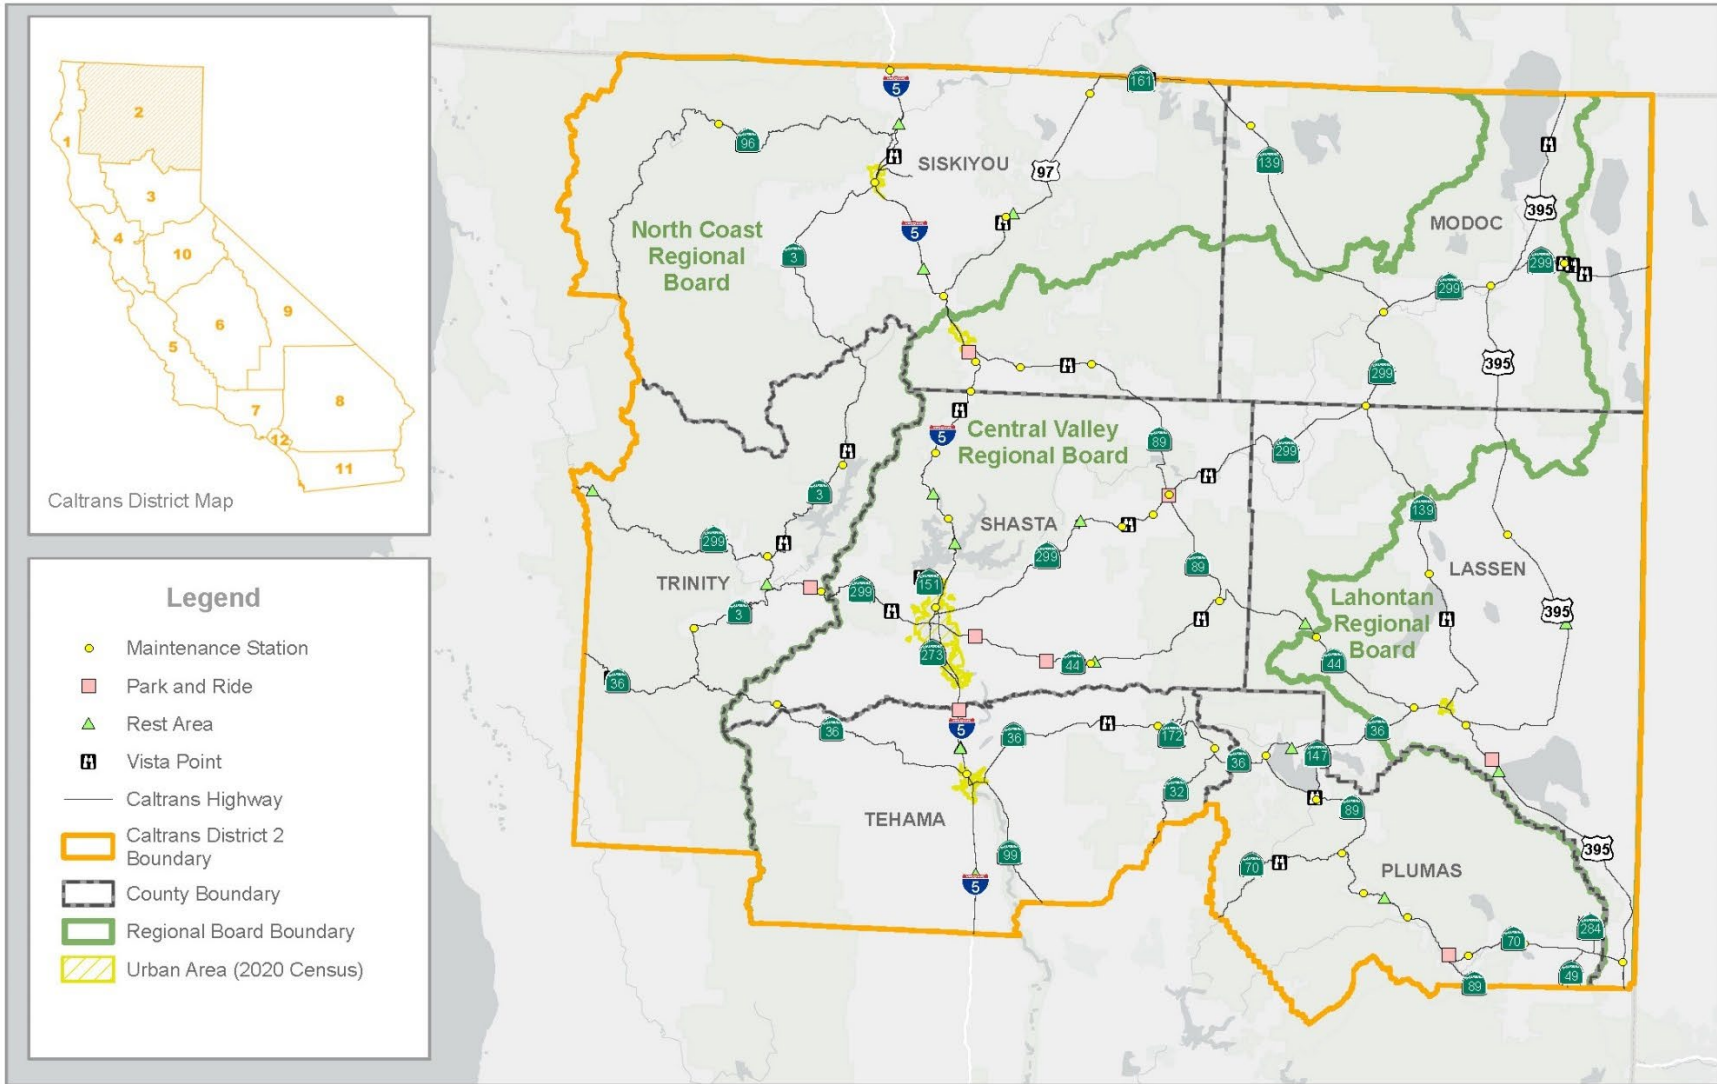 1
2
3
4
10
9
6
5
8
7
12
11
Caltrans District Map
Legend
Maintenance Station
Park and Ride
Rest Area
Vista Point
Caltrans Highway
Caltrans District 2
Boundary
County Boundary
Regional Board Boundary
Urban Area (2020 Census)
5
161
96
SISKIYOU
97
139
395
North Coast
Regional
Board
5
MODOC
3
299
299
395
299
5
Central Valley
Regional Board
89
299
3
139
SHASTA
299
299
89
LASSEN
TRINITY
151
299
3
Lahontan
Regional
Board
395
273
44
44
36
36
5
36
172
36
147
36
32
TEHAMA
89
99
70
395
PLUMAS
5
284
70
49
89